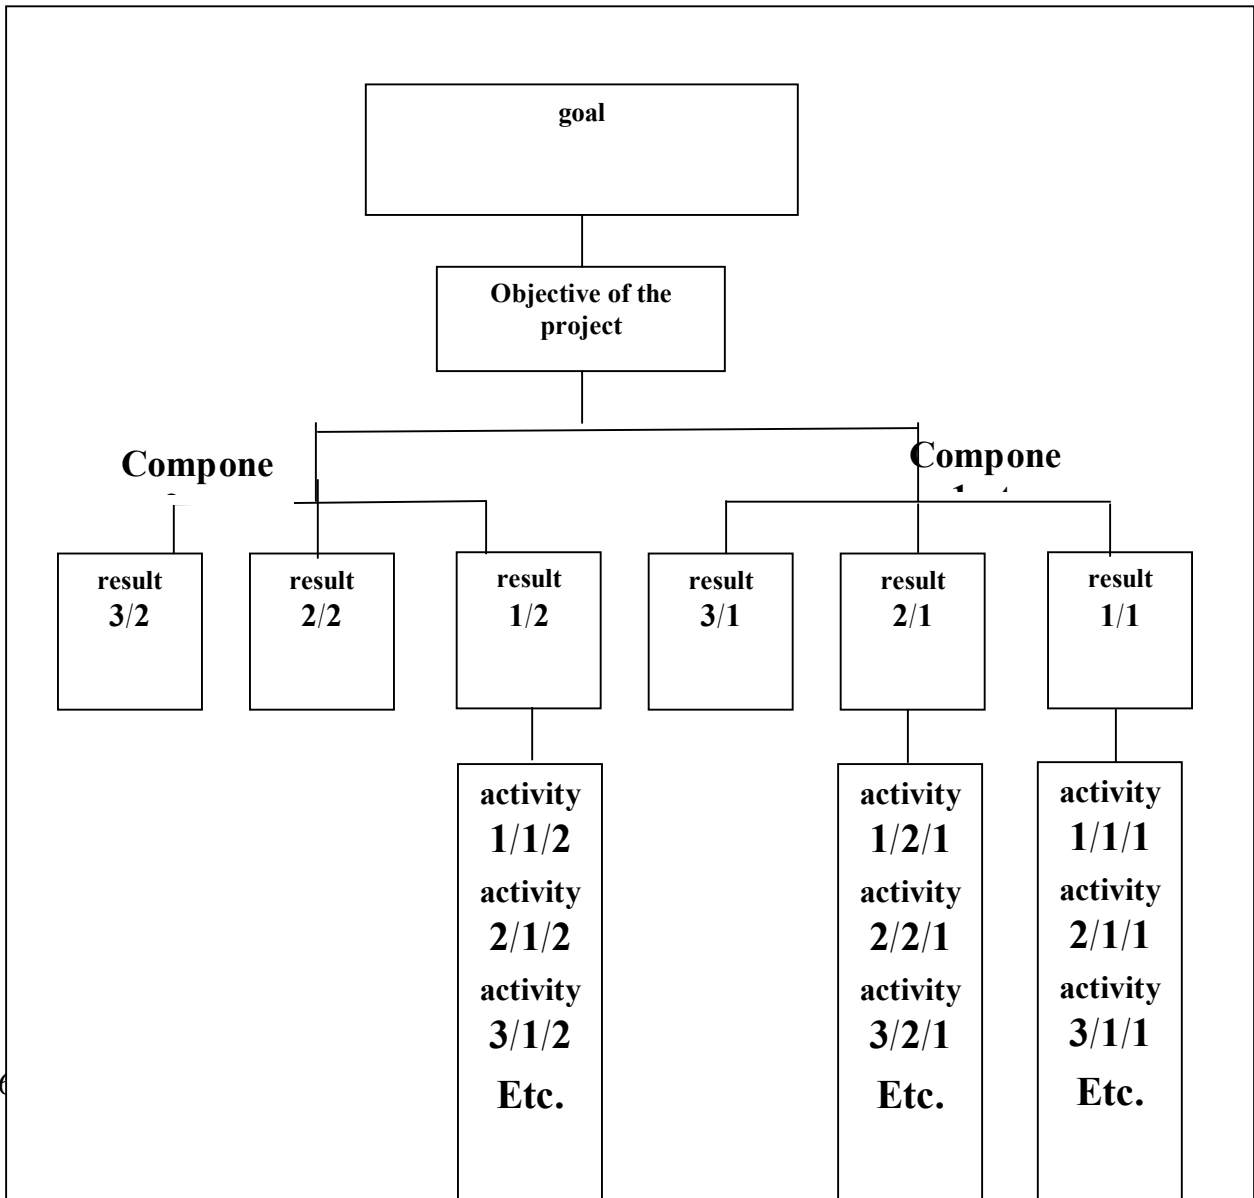 goal
Objective of the
project
Compone
Compone
result
3/2
result
2/2
result
1/2
result
3/1
result
2/1
result
1/1
activity
1/1/2
activity
2/1/2
activity
3/1/2
Etc.
activity
1/2/1
activity
2/2/1
activity
3/2/1
Etc.
activity
1/1/1
activity
2/1/1
activity
3/1/1
Etc.